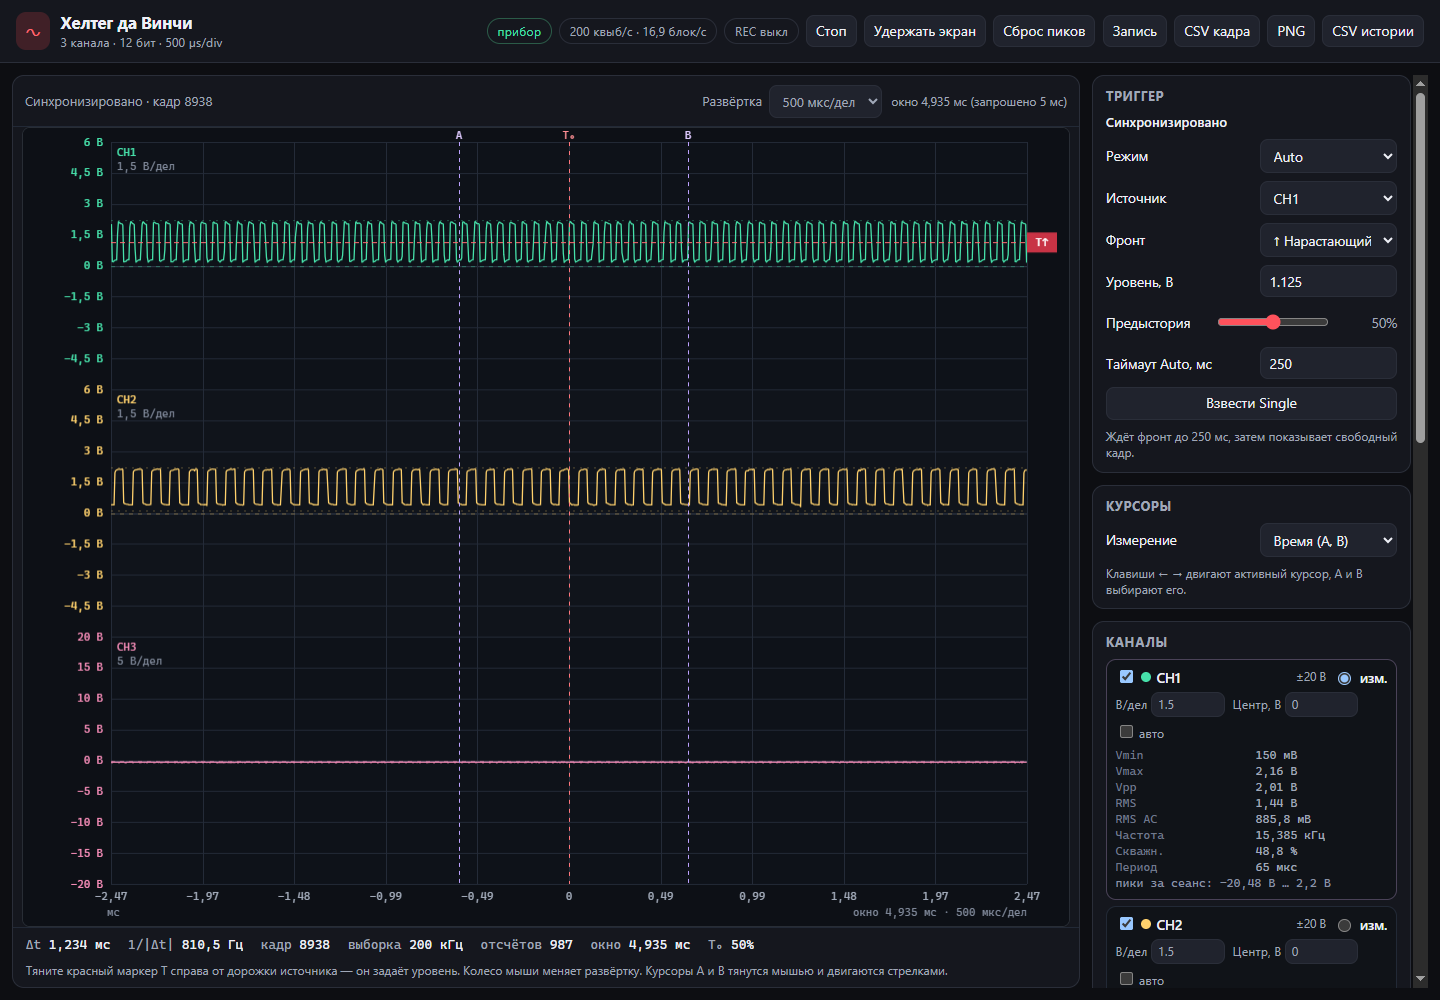 Хелтег да Винчи
3 канала · 12 бит · 500 µs/div
прибор
200 квыб/с · 16,9 блок/с
REC выкл
Стоп
Удержать экран
Сброс пиков
Запись
CSV кадра
PNG
CSV истории
Синхронизировано · кадр 8938
Развёртка
500 мкс/дел
окно 4,935 мс (запрошено 5 мс)
A
T₀
B
6 В
CH1
1,5 В/дел
4,5 В
3 В
1,5 В
T↑
0 В
−1,5 В
−3 В
−4,5 В
6 В
CH2
1,5 В/дел
4,5 В
3 В
1,5 В
0 В
−1,5 В
−3 В
−4,5 В
20 В
CH3
5 В/дел
15 В
10 В
5 В
0 В
−5 В
−10 В
−15 В
−20 В
−2,47
−1,97
−1,48
−0,99
−0,49
0
0,49
0,99
1,48
1,97
2,47
мс
окно 4,935 мс · 500 мкс/дел
Δt 1,234 мс 1/|Δt| 810,5 Гц кадр 8938 выборка 200 кГц отсчётов 987 окно 4,935 мс T₀ 50%
Тяните красный маркер T справа от дорожки источника — он задаёт уровень. Колесо мыши меняет развёртку. Курсоры A и B тянутся мышью и двигаются стрелками.
ТРИГГЕР
Синхронизировано
Режим
Auto
Источник
CH1
Фронт
↑ Нарастающий
Уровень, В
1.125
Предыстория
50%
Таймаут Auto, мс
250
Взвести Single
Ждёт фронт до 250 мс, затем показывает свободный
кадр.
КУРСОРЫ
Измерение
Время (A, B)
Клавиши ← → двигают активный курсор, A и B
выбирают его.
КАНАЛЫ
CH1
±20 В
изм.
В/дел
1.5
Центр, В
0
авто
Vmin 150 мВ
Vmax 2,16 В
Vpp 2,01 В
RMS 1,44 В
RMS AC 885,8 мВ
Частота 15,385 кГц
Скважн. 48,8 %
Период 65 мкс
пики за сеанс: −20,48 В … 2,2 В
CH2
±20 В
изм.
В/дел
1.5
Центр, В
0
авто